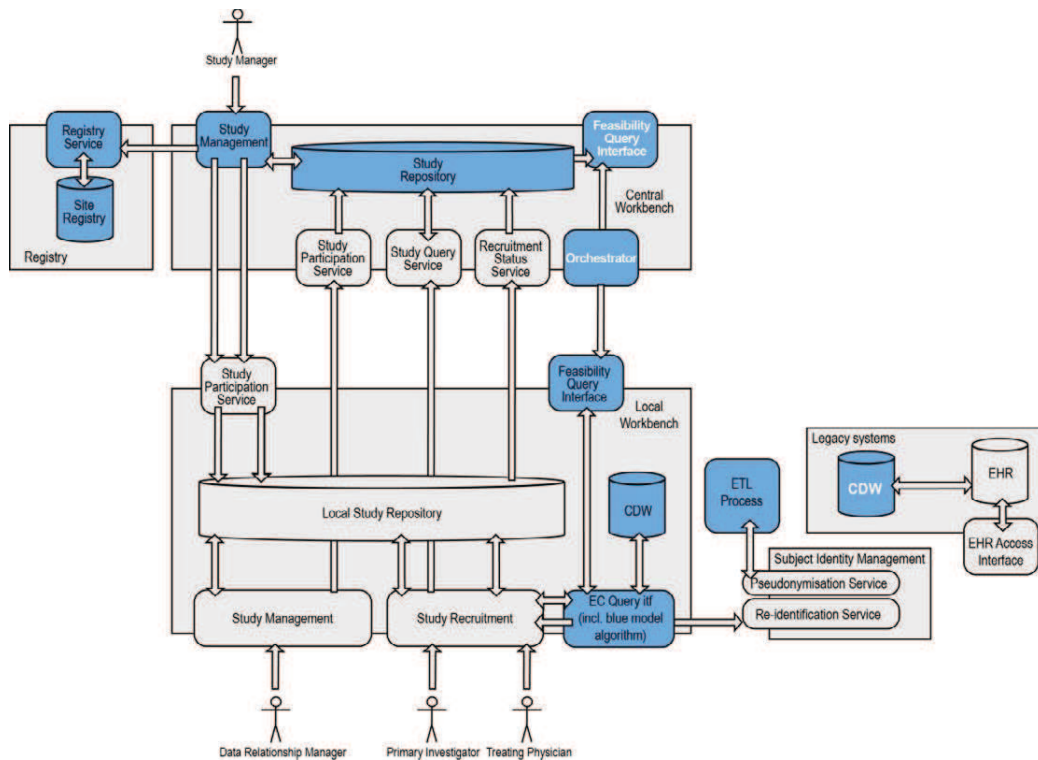 Study Manager
Registry
Service
Study
Management
Feasibility
Query
Interface
Study
Repository
Site
Registry
Central
Workbench
Registry
Study
Participation
Service
Study Query
Service
Recruitment
Status
Service
Orchestrator
Study
Participation
Service
Feasibility
Query
Interface
Local
Workbench
Legacy systems
CDW
EHR
ETL
Process
CDW
Local Study Repository
EHR Access
Interface
Subject Identity Management
Pseudonymisation Service
Re-identification Service
Study Management
Study Recruitment
EC Query itf
(incl. blue model
algorithm)
Data Relationship Manager
Primary Investigator
Treating Physician